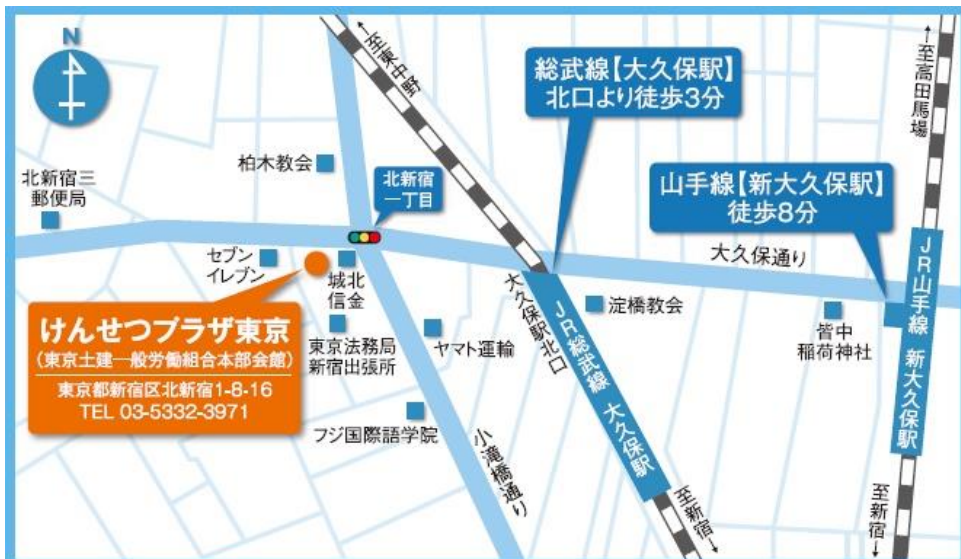 N
←至東中野
総武線【大久保駅】
北口より徒歩3分
←至高田馬場
柏木教会
北新宿三
郵便局
北新宿
一丁目
山手線【新大久保駅】
徒歩8分
大久保通り
セブン
イレブン
城北
信金
大久保駅北口
JR総武線 大久保駅
淀橋教会
皆中
稲荷神社
JR山手線 新大久保駅
けんせつプラザ東京
(東京土建一般労働組合本部会館)
東京都新宿区北新宿1-8-16
TEL 03-5332-3971
東京法務局
新宿出張所
ヤマト運輸
フジ国際語学院
小滝橋通り
至新宿→
至新宿→